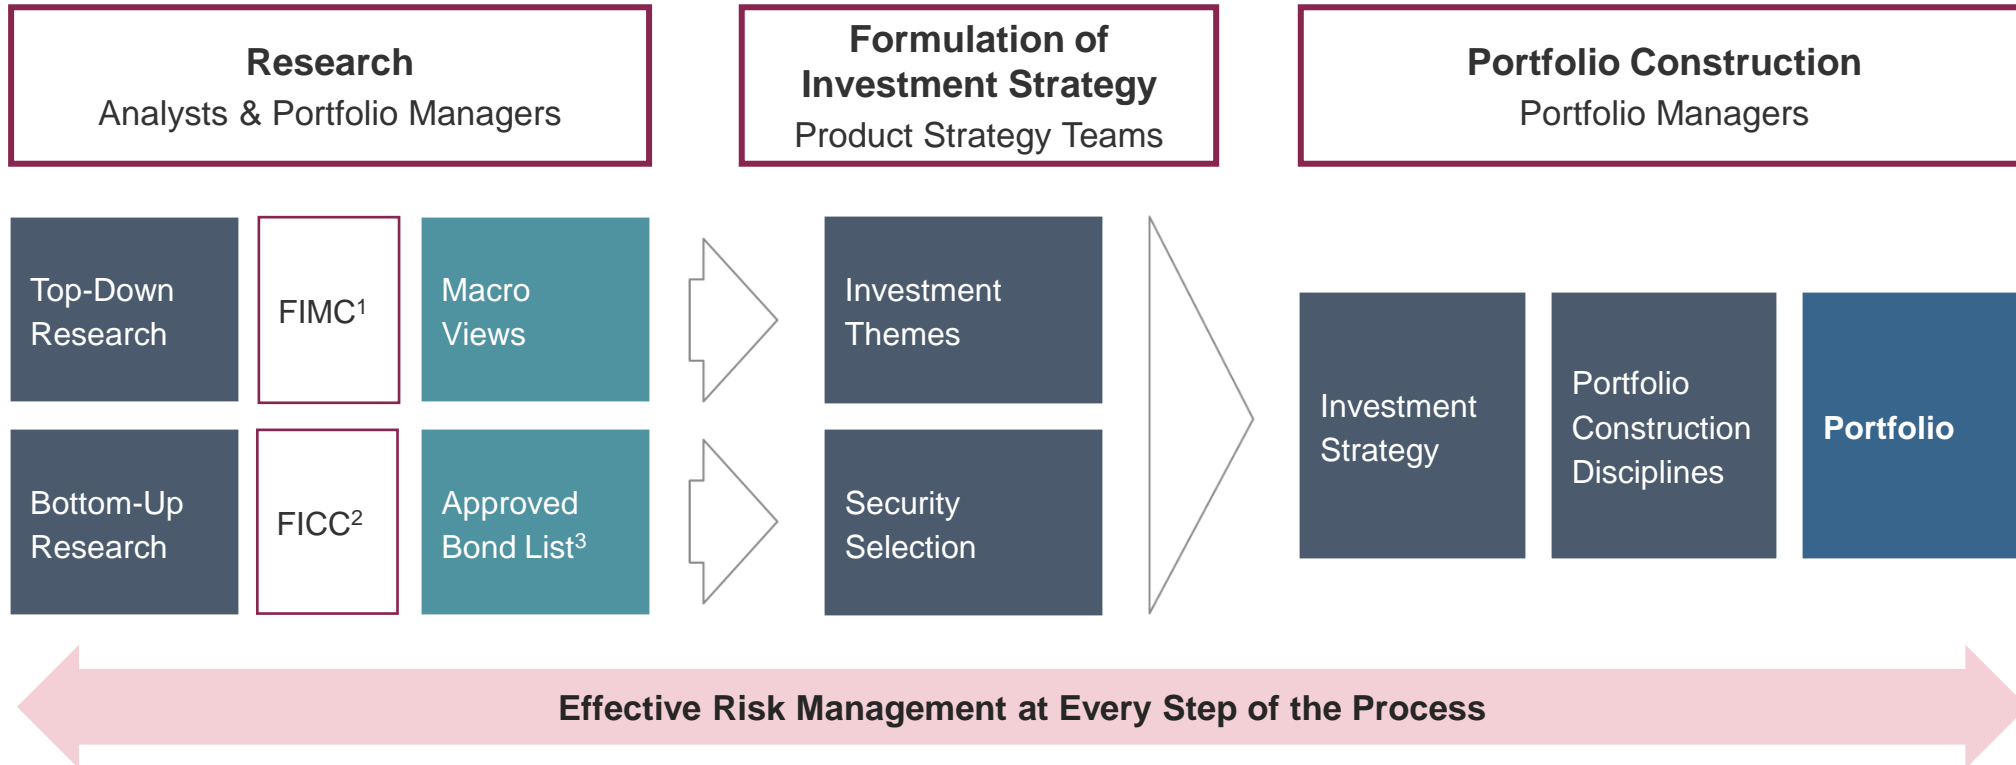 Research
Analysts & Portfolio Managers
Formulation of
Investment Strategy
Product Strategy Teams
Portfolio Construction
Portfolio Managers
Top-Down
Research
FIMC¹
Macro
Views
Investment
Themes
Bottom-Up
Research
FICC²
Approved
Bond List³
Security
Selection
Investment
Strategy
Portfolio
Construction
Disciplines
Portfolio
Effective Risk Management at Every Step of the Process